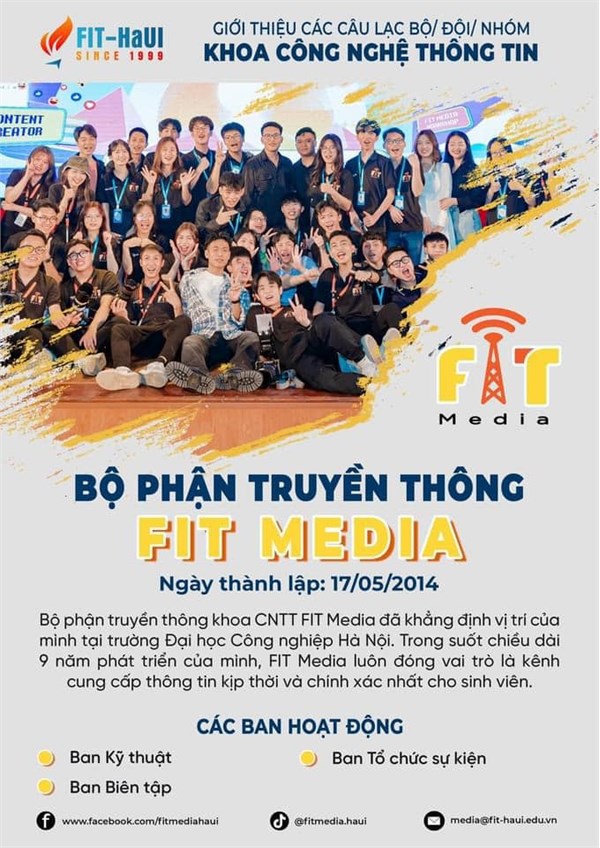 FIT-HaUI
SINCE 1999
GIỚI THIỆU CÁC CÂU LẠC BỘ/ ĐỘI/ NHÓM
KHOA CÔNG NGHỆ THÔNG TIN
CONTENT
CREATOR
FIT MEDIA
FIT
Media
BỘ PHẬN TRUYỀN THÔNG
FIT MEDIA
Ngày thành lập: 17/05/2014
Bộ phận truyền thông khoa CNTT FIT Media đã khẳng định vị trí của
mình tại trường Đại học Công nghiệp Hà Nội. Trong suốt chiều dài
9 năm phát triển của mình, FIT Media luôn đóng vai trò là kênh
cung cấp thông tin kịp thời và chính xác nhất cho sinh viên.
CÁC BAN HOẠT ĐỘNG
Ban Kỹ thuật
Ban Tổ chức sự kiện
Ban Biên tập
www.facebook.com/fitmediahaui
@fitmedia.haui
media@fit-haui.edu.vn